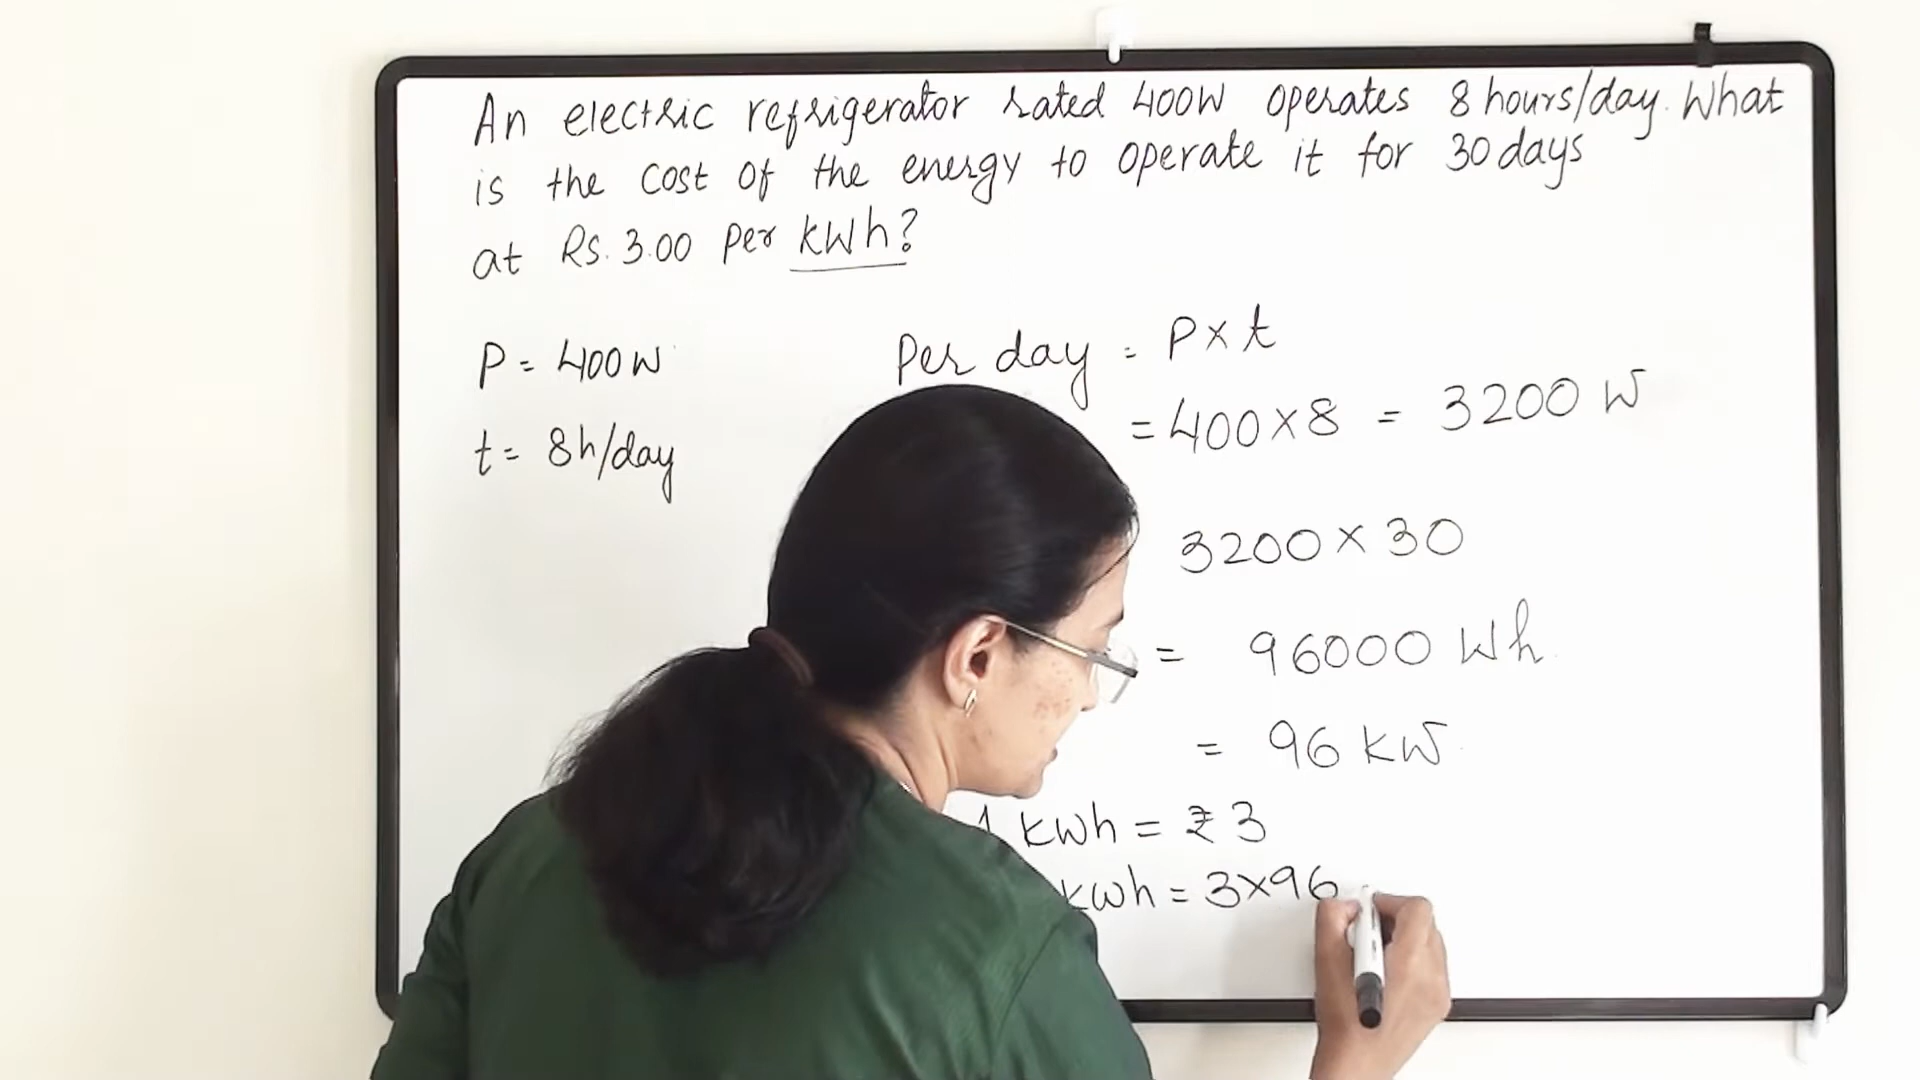 An electric refrigerator rated 400W operates 8 hours/day. What
is the cost of the energy to operate it for 30 days
at Rs. 3.00 per kWh?
P = 400 W
t = 8h/day
Per day = P × t
= 400 × 8 = 3200 W
3200 × 30
= 96000 Wh
= 96 kW
1 kWh = ₹ 3
kWh = 3×96